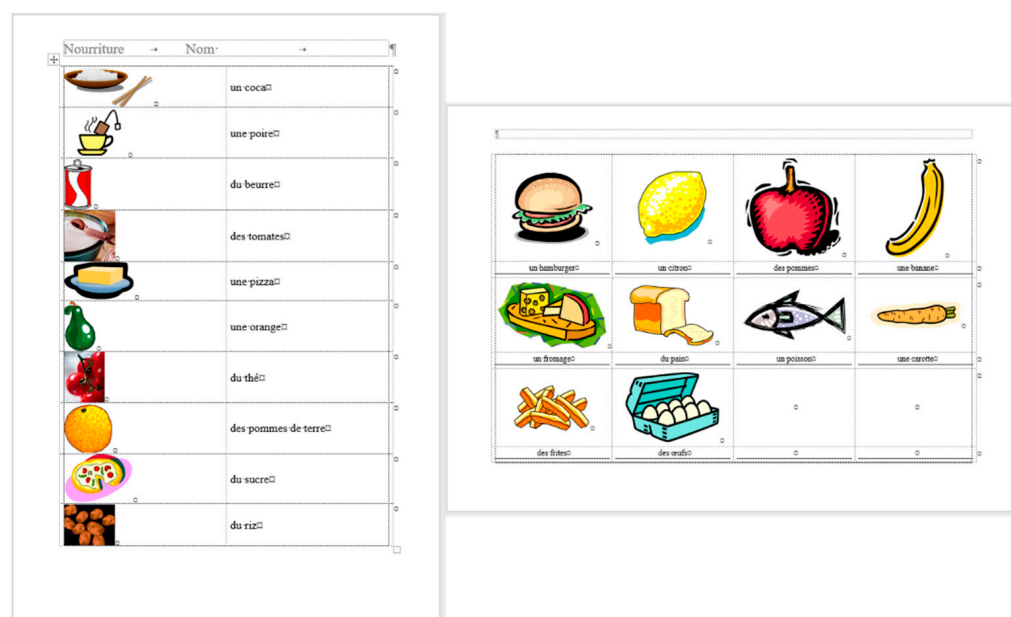 Nourriture → Nom· → ¶
un·coca¤
une·poire¤
du·beurre¤
des·tomates¤
une·pizza¤
une·orange¤
du·thé¤
des·pommes·de·terre¤
du·sucre¤
du·riz¤
¶
un·hamburger¤ un·citron¤ des·pommes¤ une·banane¤
un·fromage¤ du·pain¤ un·poisson¤ une·carotte¤
des·frites¤ des·œufs¤ ¤ ¤